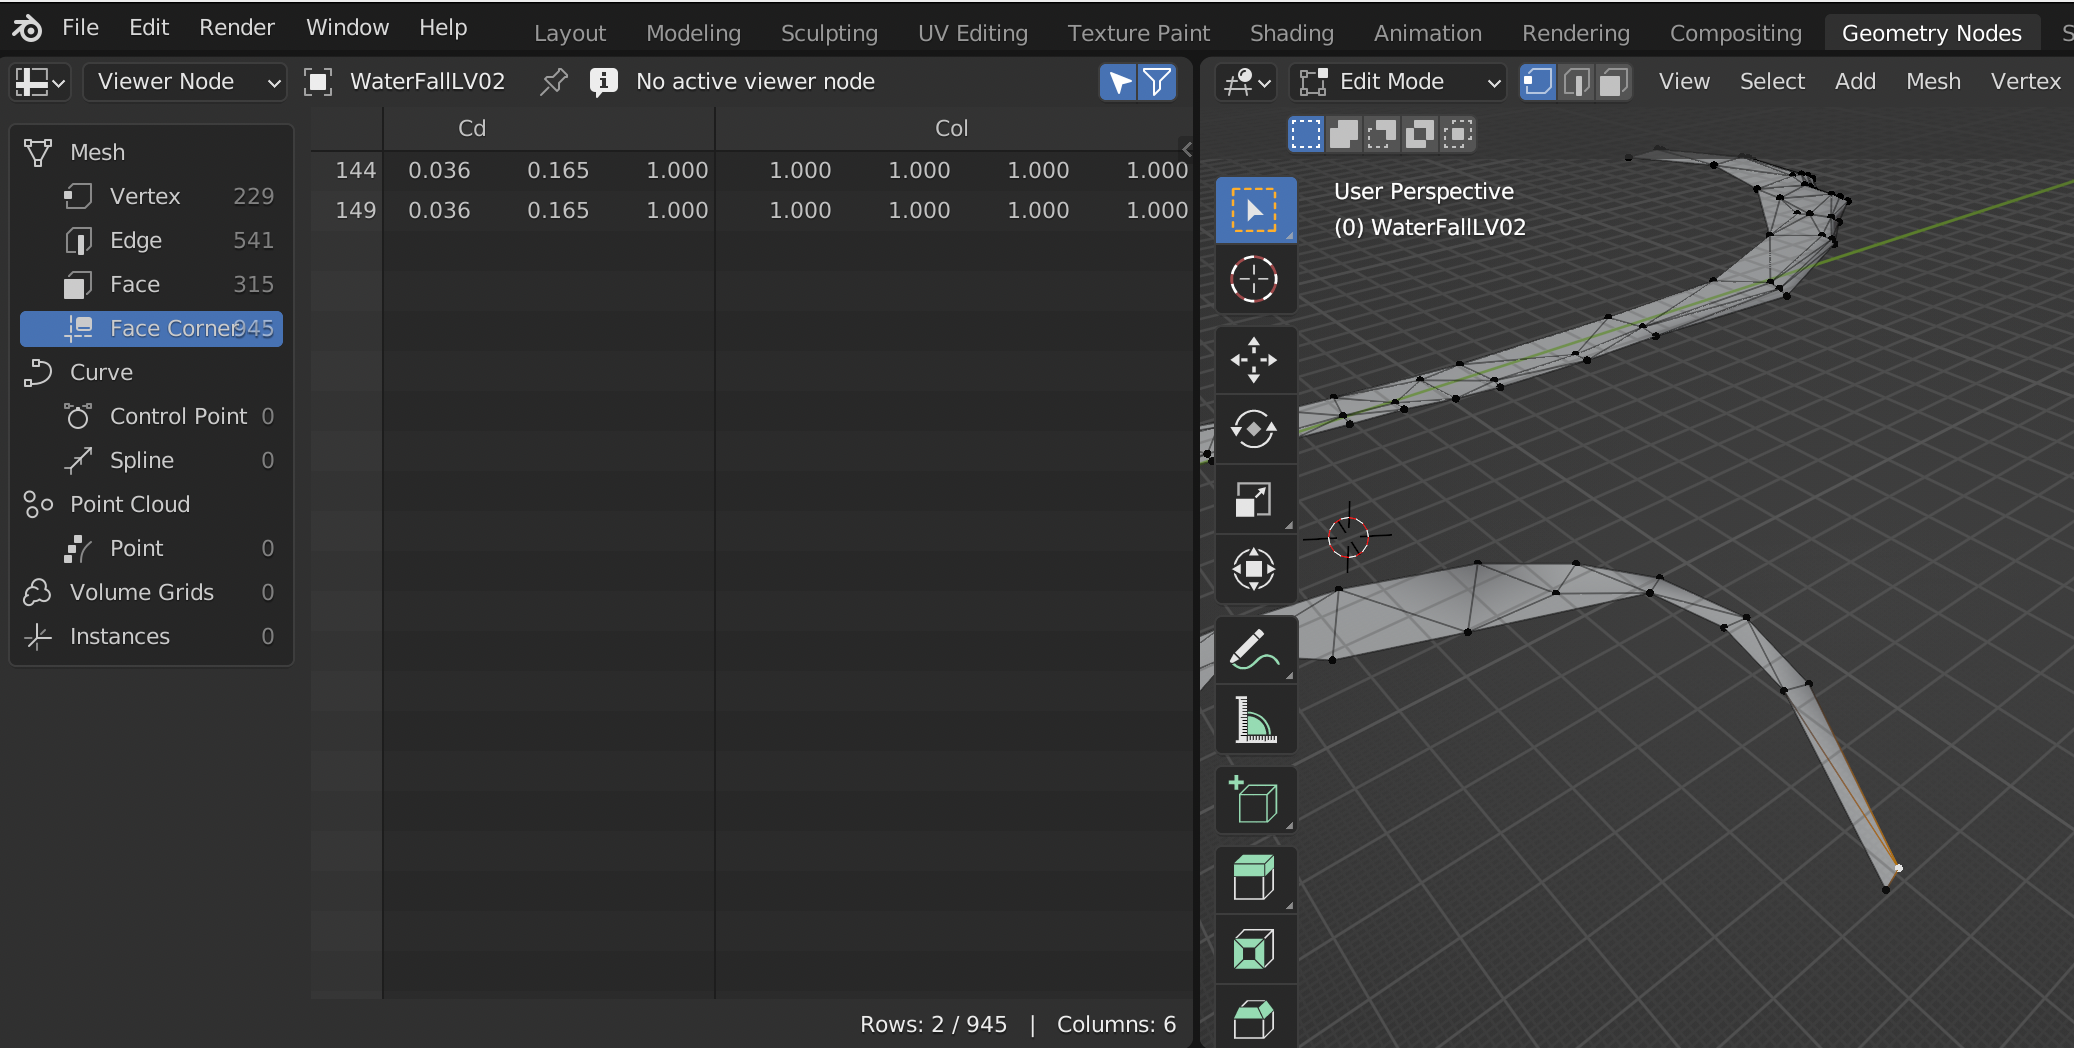 File Edit Render Window Help Layout Modeling Sculpting UV Editing Texture Paint Shading Animation Rendering Compositing Geometry Nodes S
Viewer Node WaterFallLV02 No active viewer node
Edit Mode View Select Add Mesh Vertex
Mesh
Vertex 229
Edge 541
Face 315
Face Corner 945
Curve
Control Point 0
Spline 0
Point Cloud
Point 0
Volume Grids 0
Instances 0
Cd Col
144 0.036 0.165 1.000 1.000 1.000 1.000 1.000
149 0.036 0.165 1.000 1.000 1.000 1.000 1.000
Rows: 2 / 945 | Columns: 6
User Perspective
(0) WaterFallLV02